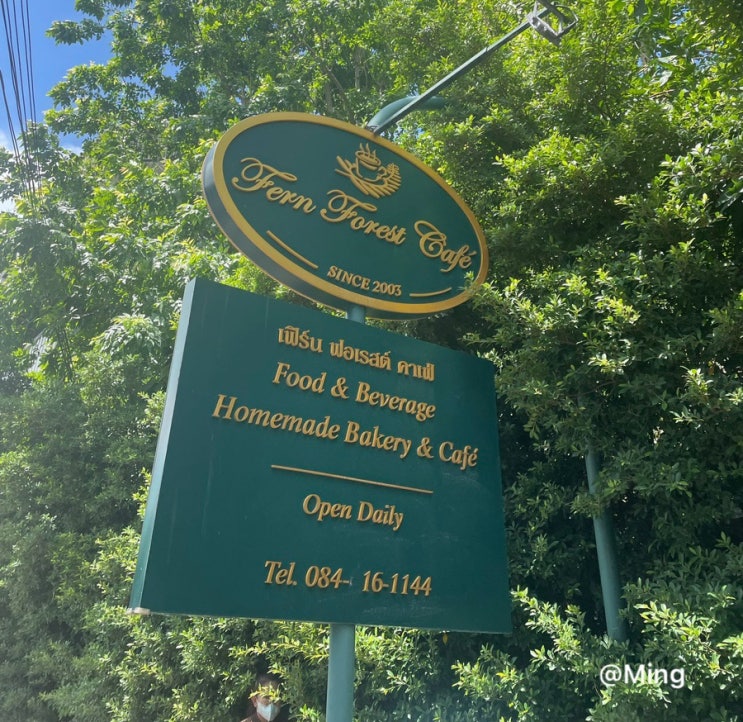 Fern Forest Café
SINCE 2003
เฟิร์น ฟอเรสต์ คาเฟ่
Food & Beverage
Homemade Bakery & Café
Open Daily
Tel. 084- 16-1144
@Ming